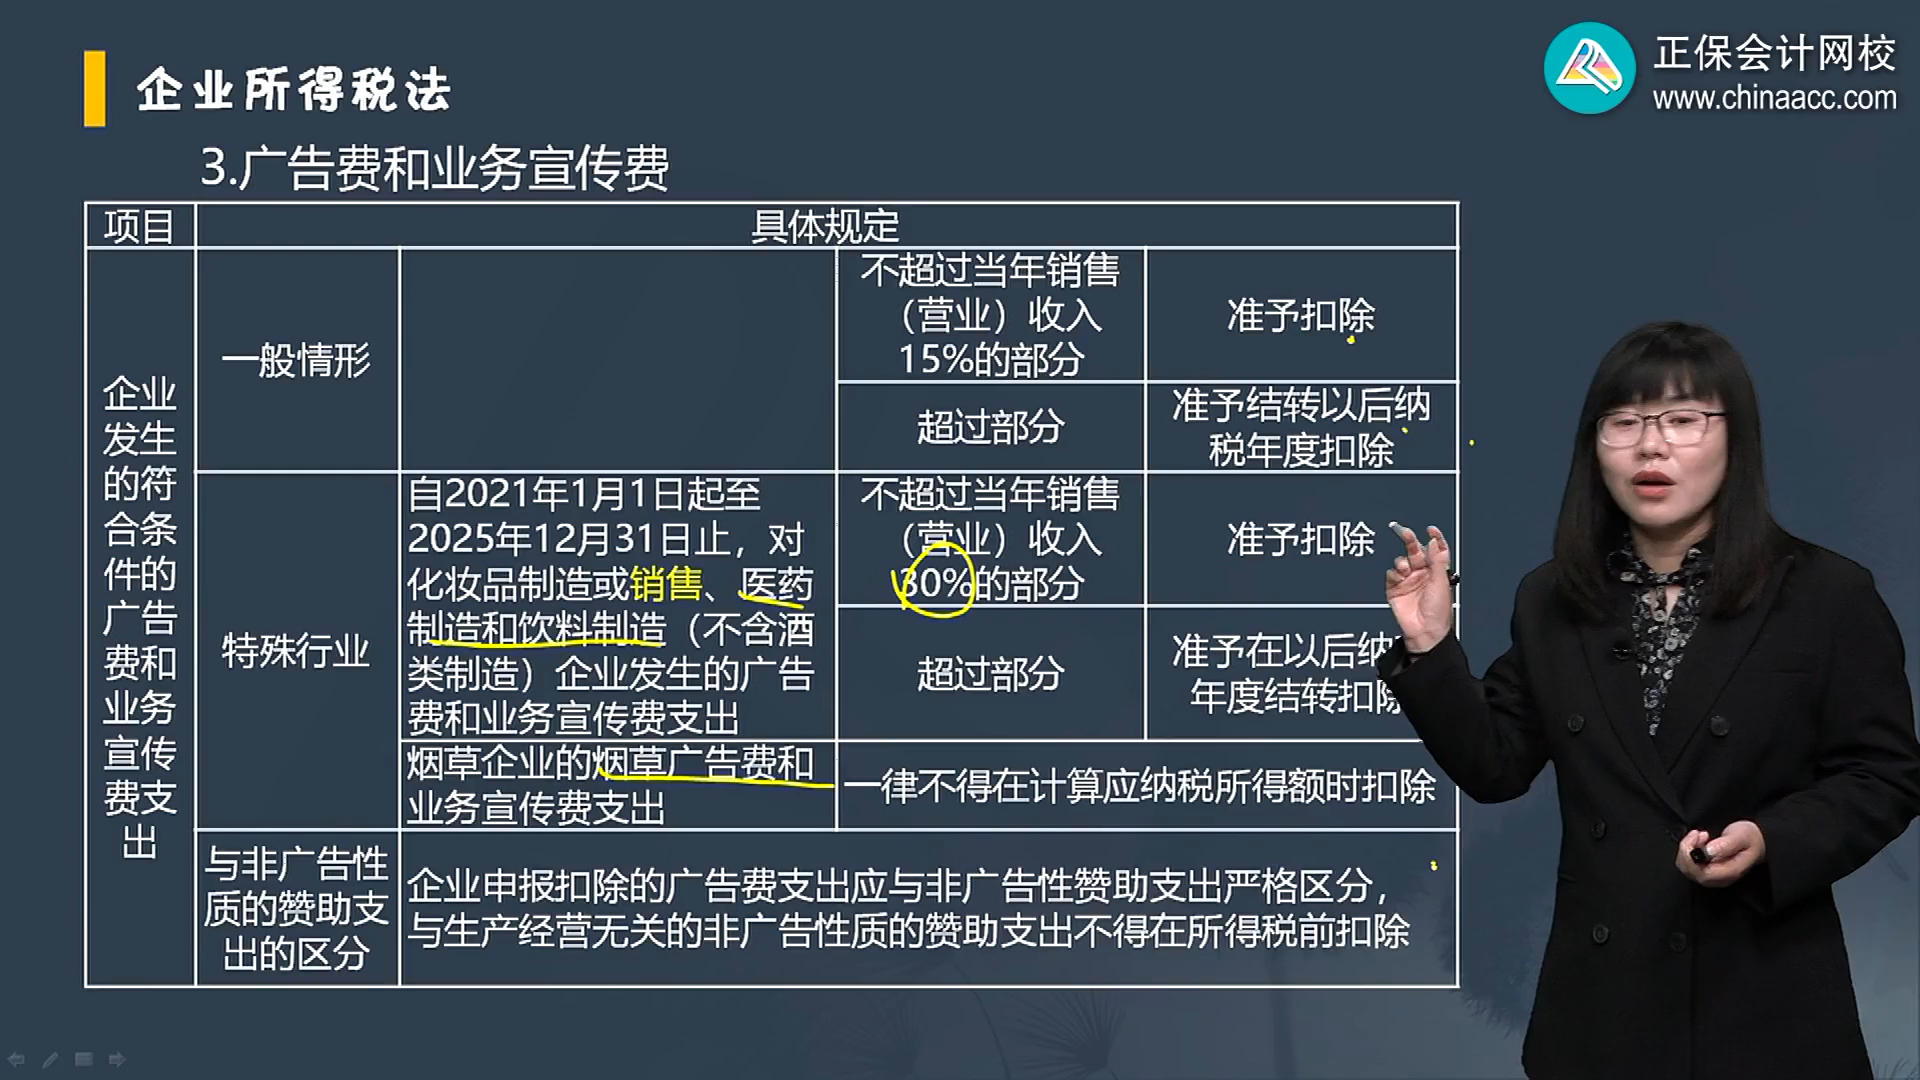 正保会计网校
www.chinaacc.com
企业所得税法
3.广告费和业务宣传费
项目
具体规定
企业
发生
的符
合条
件的
广告
费和
业务
宣传
费支
出
一般情形
不超过当年销售
（营业）收入
15%的部分
准予扣除
超过部分
准予结转以后纳
税年度扣除
特殊行业
自2021年1月1日起至
2025年12月31日止，对
化妆品制造或销售、医药
制造和饮料制造（不含酒
类制造）企业发生的广告
费和业务宣传费支出
不超过当年销售
（营业）收入
30%的部分
准予扣除
超过部分
准予在以后纳
年度结转扣除
烟草企业的烟草广告费和
业务宣传费支出
一律不得在计算应纳税所得额时扣除
与非广告性
质的赞助支
出的区分
企业申报扣除的广告费支出应与非广告性赞助支出严格区分，
与生产经营无关的非广告性质的赞助支出不得在所得税前扣除